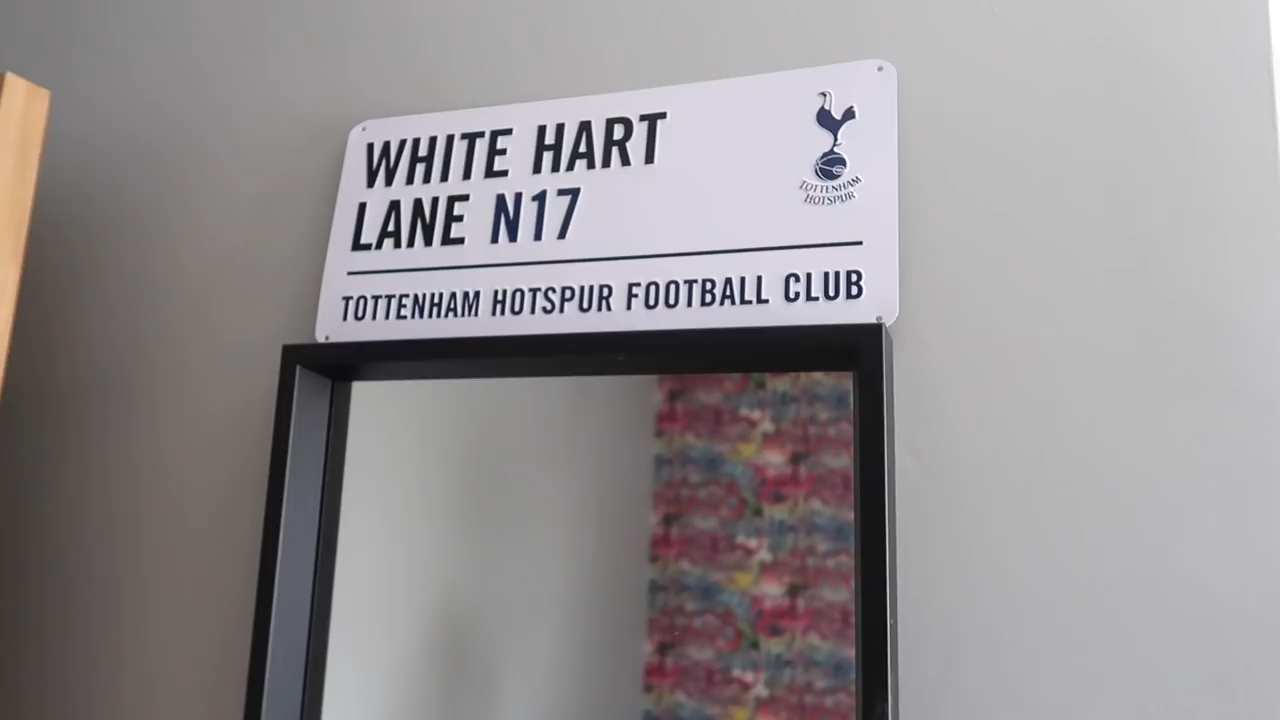 WHITE HART
LANE N17
TOTTENHAM
HOTSPUR
TOTTENHAM HOTSPUR FOOTBALL CLUB